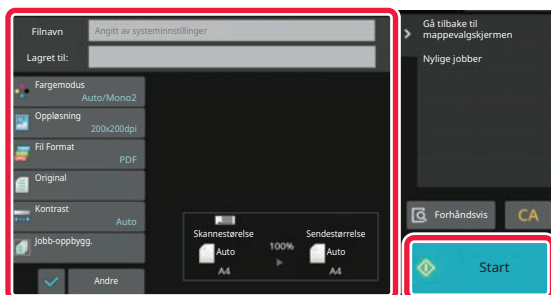 Filnavn
Angitt av systeminnstillinger
Lagret til:
Fargemodus
Auto/Mono2
Oppløsning
200x200dpi
Fil Format
PDF
Original
Kontrast
Auto
Jobb-oppbygg.
Andre
Skannestørelse
Auto
A4
100%
Sendestørrelse
Auto
A4
Gå tilbake til
mappevalgskjermen
Nylige jobber
Forhåndsvis
CA
Start